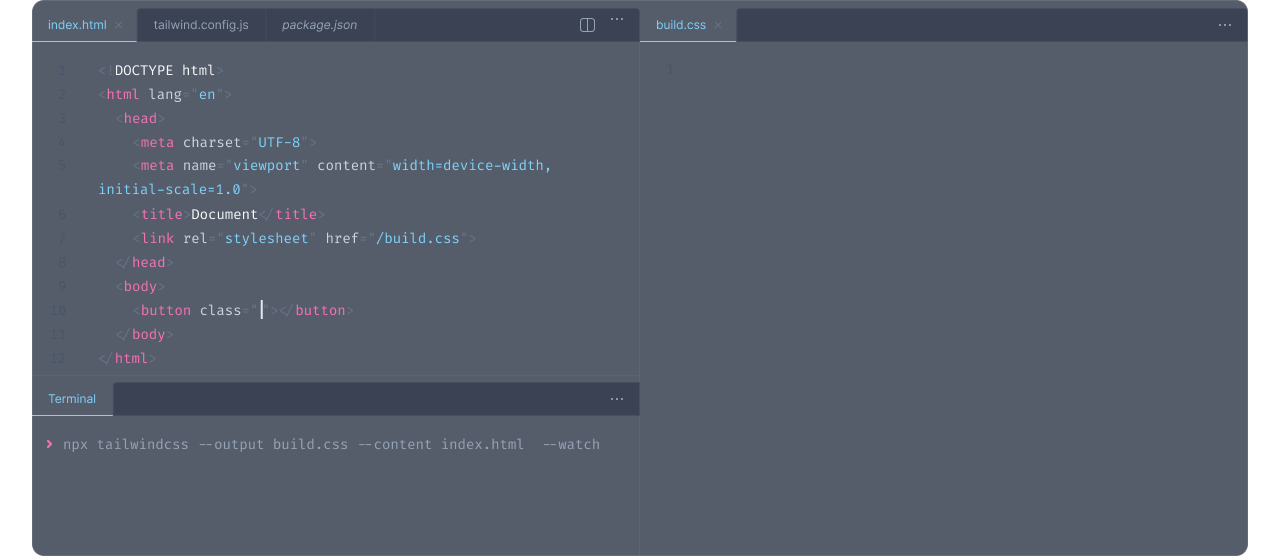 index.html ×
tailwind.config.js
package.json
build.css ×
1 <!DOCTYPE html>
2 <html lang="en">
3 <head>
4 <meta charset="UTF-8">
5 <meta name="viewport" content="width=device-width,
initial-scale=1.0">
6 <title>Document</title>
7 <link rel="stylesheet" href="/build.css">
8 </head>
9 <body>
10 <button class=""></button>
11 </body>
12 </html>
1
Terminal
npx tailwindcss --output build.css --content index.html --watch